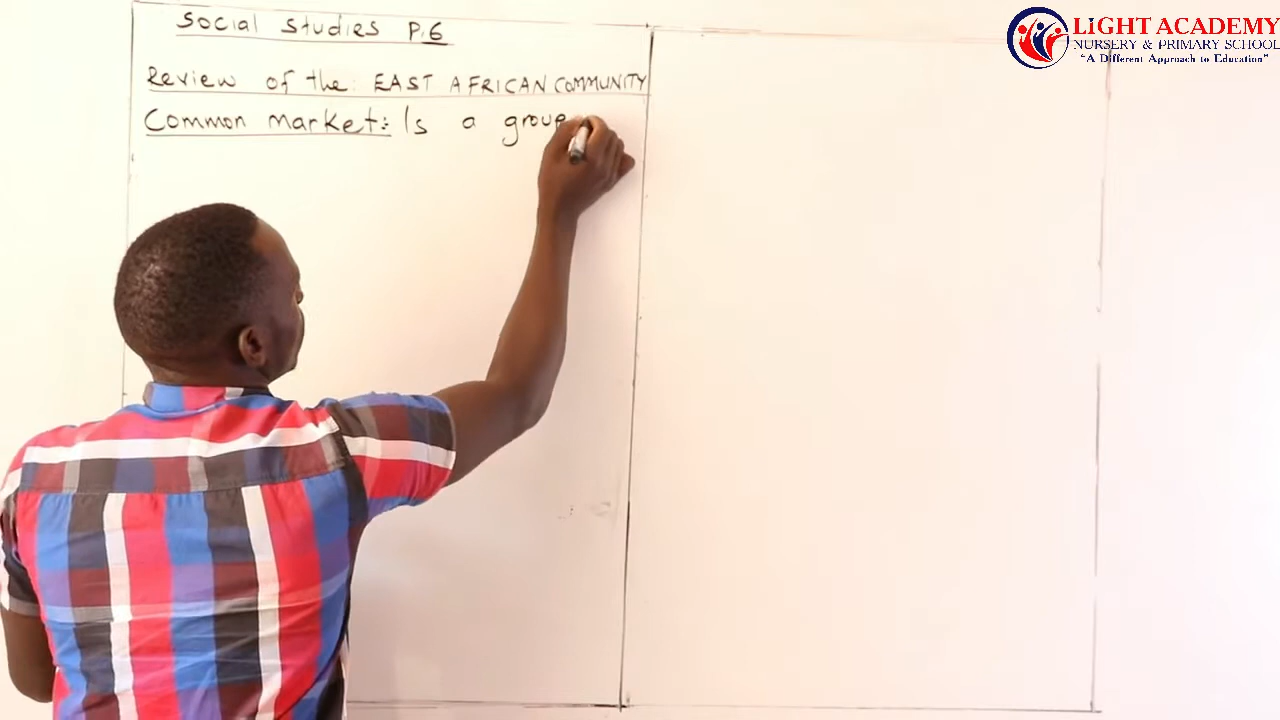 Social Studies P.6
Review of the: EAST AFRICAN COMMUNITY
Common market:- Is a group
LiGHT ACADEMY
NURSERY & PRIMARY SCHOOL
"A Different Approach to Education"